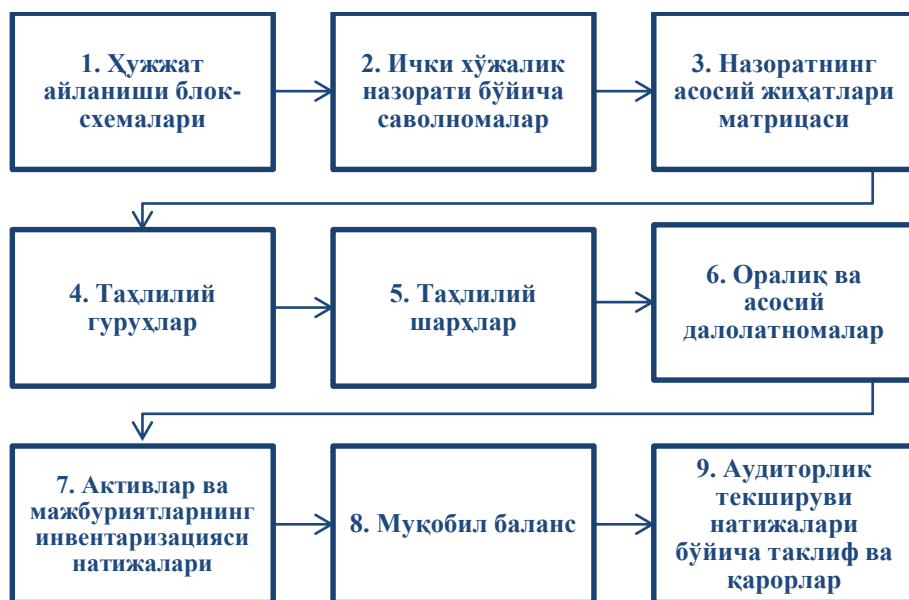 1. Ҳужжат
айланиши блок-
схемалари
2. Ички хўжалик
назорати бўйича
саволномалар
3. Назоратнинг
асосий жиҳатлари
матрицаси
4. Таҳлилий
гуруҳлар
5. Таҳлилий
шарҳлар
6. Оралиқ ва
асосий
далолатномалар
7. Активлар ва
мажбуриятларнинг
инвентаризацияси
натижалари
8. Муқобил баланс
9. Аудиторлик
текшируви
натижалари
бўйича таклиф ва
қарорлар